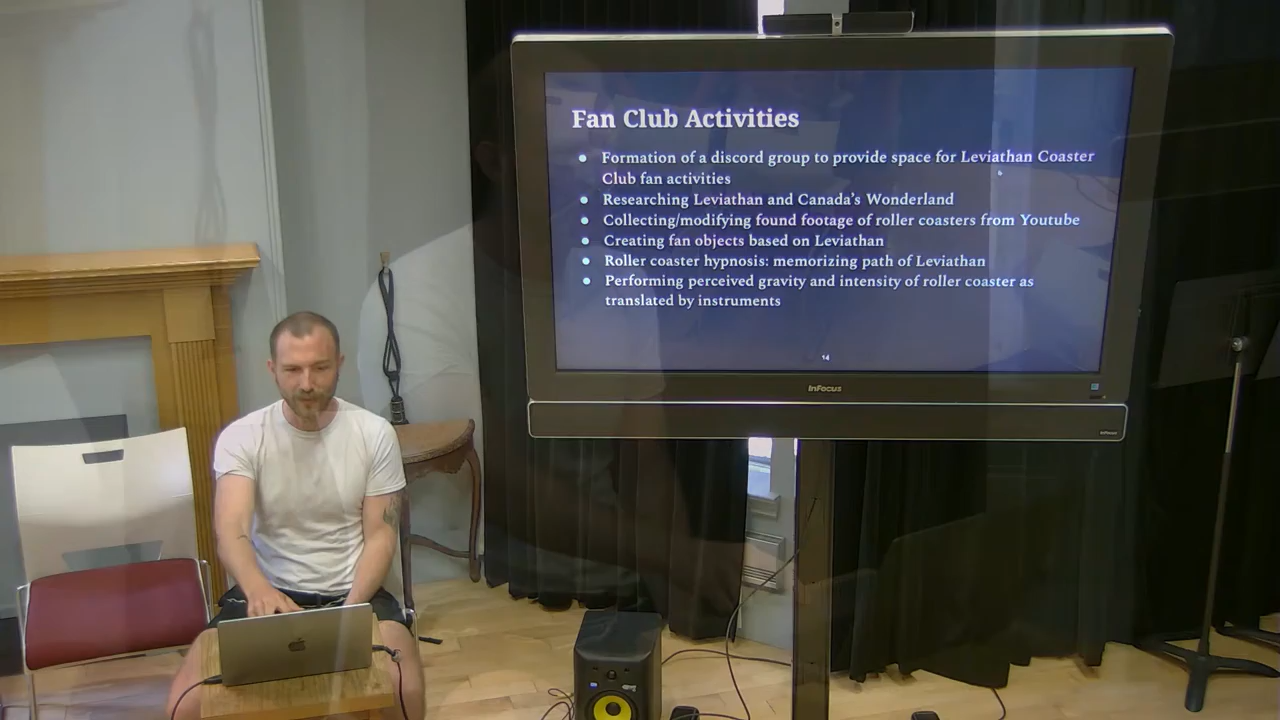 Fan Club Activities
● Formation of a discord group to provide space for Leviathan Coaster
Club fan activities
● Researching Leviathan and Canada's Wonderland
● Collecting/modifying found footage of roller coasters from Youtube
● Creating fan objects based on Leviathan
● Roller coaster hypnosis: memorizing path of Leviathan
● Performing perceived gravity and intensity of roller coaster as
translated by instruments
14
InFocus